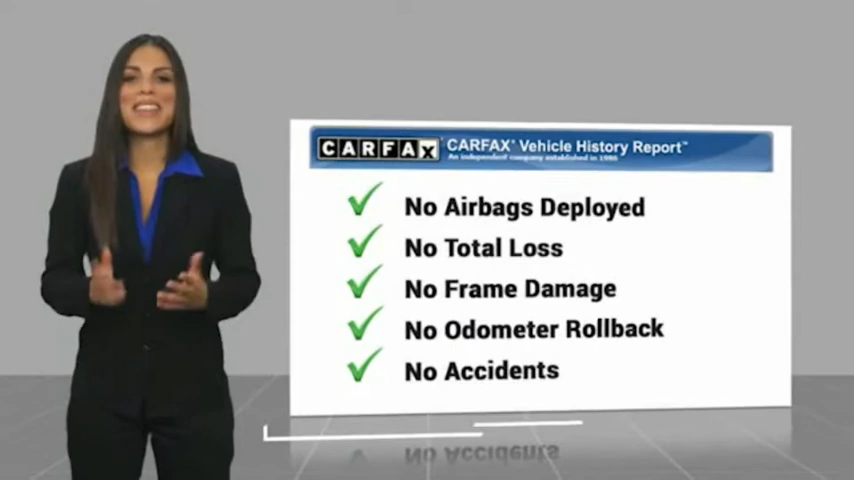 CARFAX CARFAX® Vehicle History Report™
An independent company established in 1986
No Airbags Deployed
No Total Loss
No Frame Damage
No Odometer Rollback
No Accidents
No Accidents